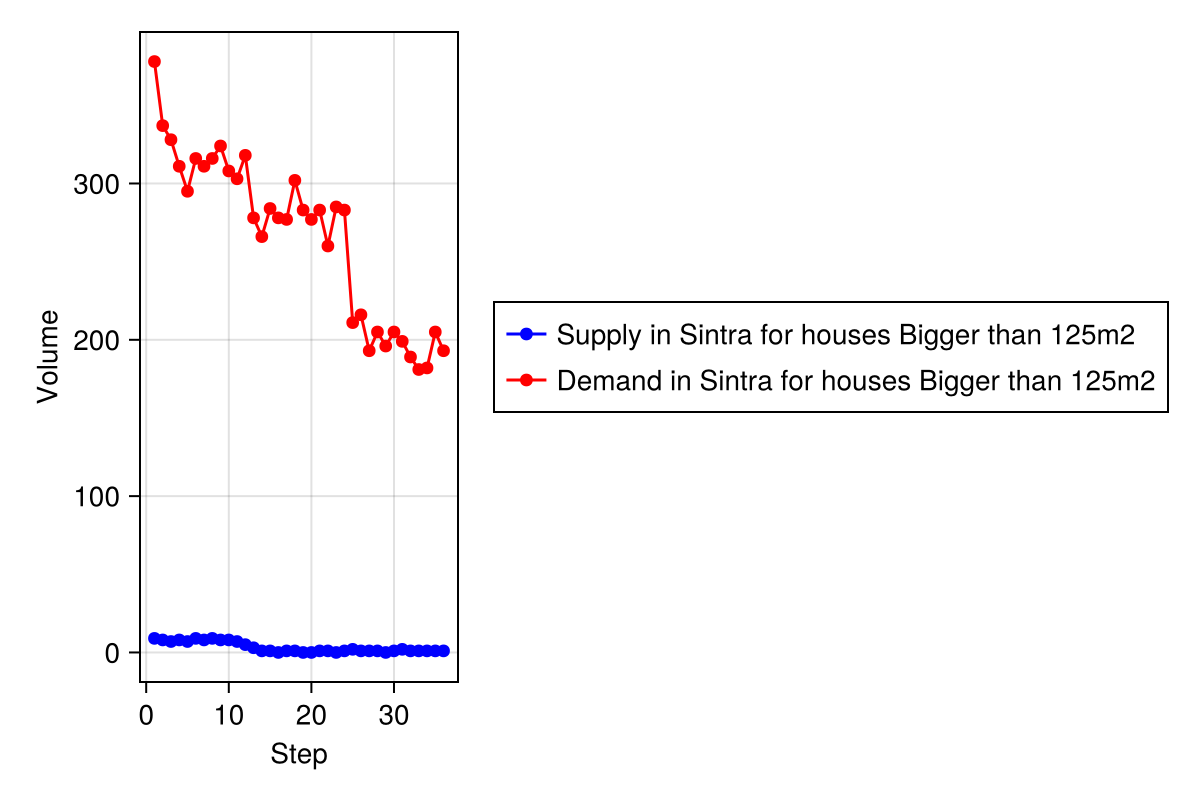 Volume
300
200
100
0
0 10 20 30
Step
Supply in Sintra for houses Bigger than 125m2
Demand in Sintra for houses Bigger than 125m2